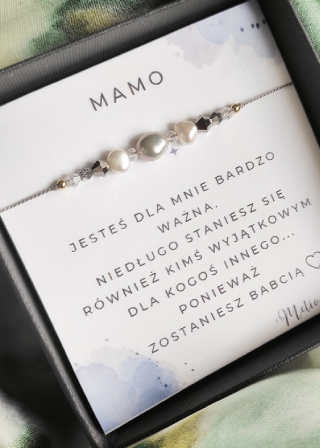 MAMO
JESTEŚ DLA MNIE BARDZO
WAŻNA.
NIEDŁUGO STANIESZ SIĘ
RÓWNIEŻ KIMŚ WYJĄTKOWYM
DLA KOGOŚ INNEGO...
PONIEWAŻ
ZOSTANIESZ BABCIĄ